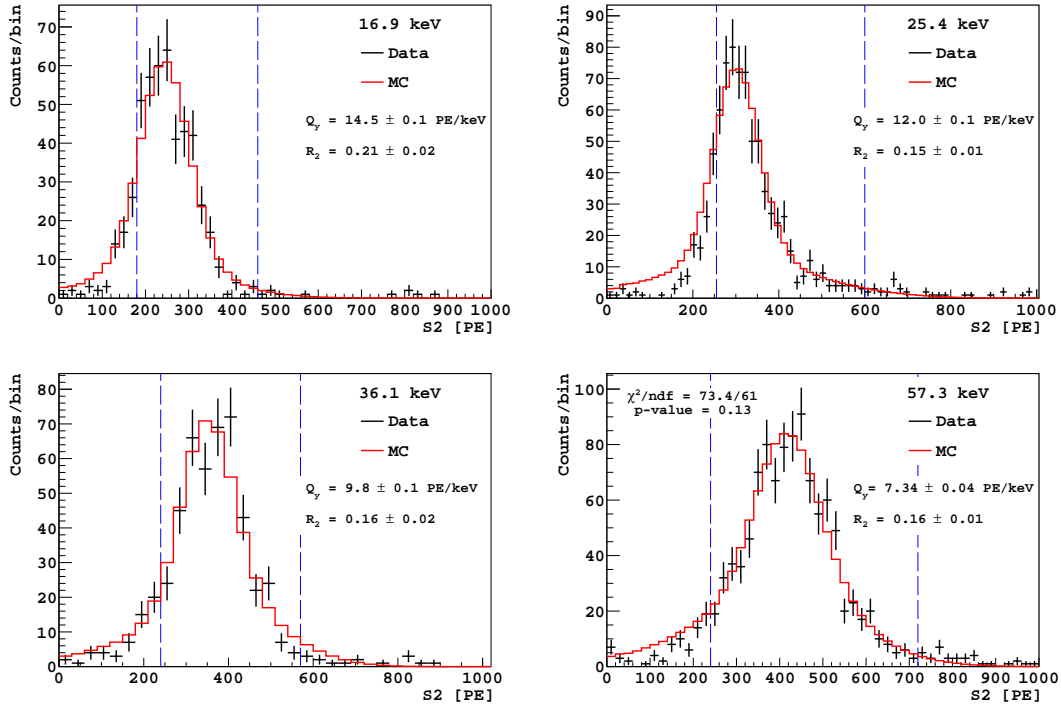 Counts/bin
70
60
50
40
30
20
10
0
16.9 keV
Data
MC
Q_y = 14.5 ± 0.1 PE/keV
R_2 = 0.21 ± 0.02
0 100 200 300 400 500 600 700 800 900 1000
S2 [PE]
Counts/bin
90
80
70
60
50
40
30
20
10
0
25.4 keV
Data
MC
Q_y = 12.0 ± 0.1 PE/keV
R_2 = 0.15 ± 0.01
0 100 200 300 400 500 600 700 800 900 1000
S2 [PE]
Counts/bin
80
70
60
50
40
30
20
10
0
36.1 keV
Data
MC
Q_y = 9.8 ± 0.1 PE/keV
R_2 = 0.16 ± 0.02
0 200 400 600 800 1000
S2 [PE]
Counts/bin
100
80
60
40
20
0
χ²/ndf = 73.4/61
p-value = 0.13
57.3 keV
Data
MC
Q_y = 7.34 ± 0.04 PE/keV
R_2 = 0.16 ± 0.01
0 100 200 300 400 500 600 700 800 900 1000
S2 [PE]